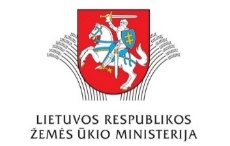 LIETUVOS RESPUBLIKOS
ŽEMĖS ŪKIO MINISTERIJA